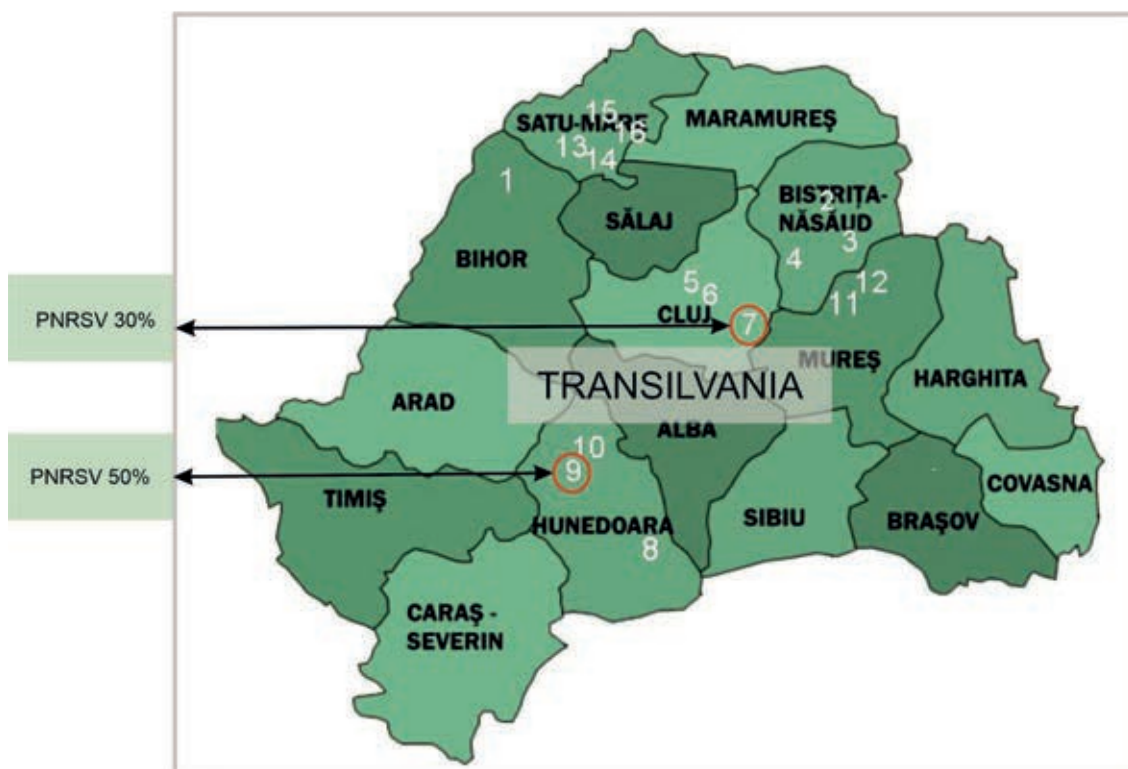 15
SATU-MARE
16
MARAMUREŞ
13
14
1
BISTRIŢA-
2
NĂSĂUD
SĂLAJ
3
BIHOR
4
5
6
12
11
PNRSV 30%
CLUJ
7
MUREŞ
HARGHITA
TRANSILVANIA
ARAD
ALBA
10
PNRSV 50%
9
COVASNA
TIMIŞ
HUNEDOARA
SIBIU
BRAŞOV
8
CARAŞ -
SEVERIN